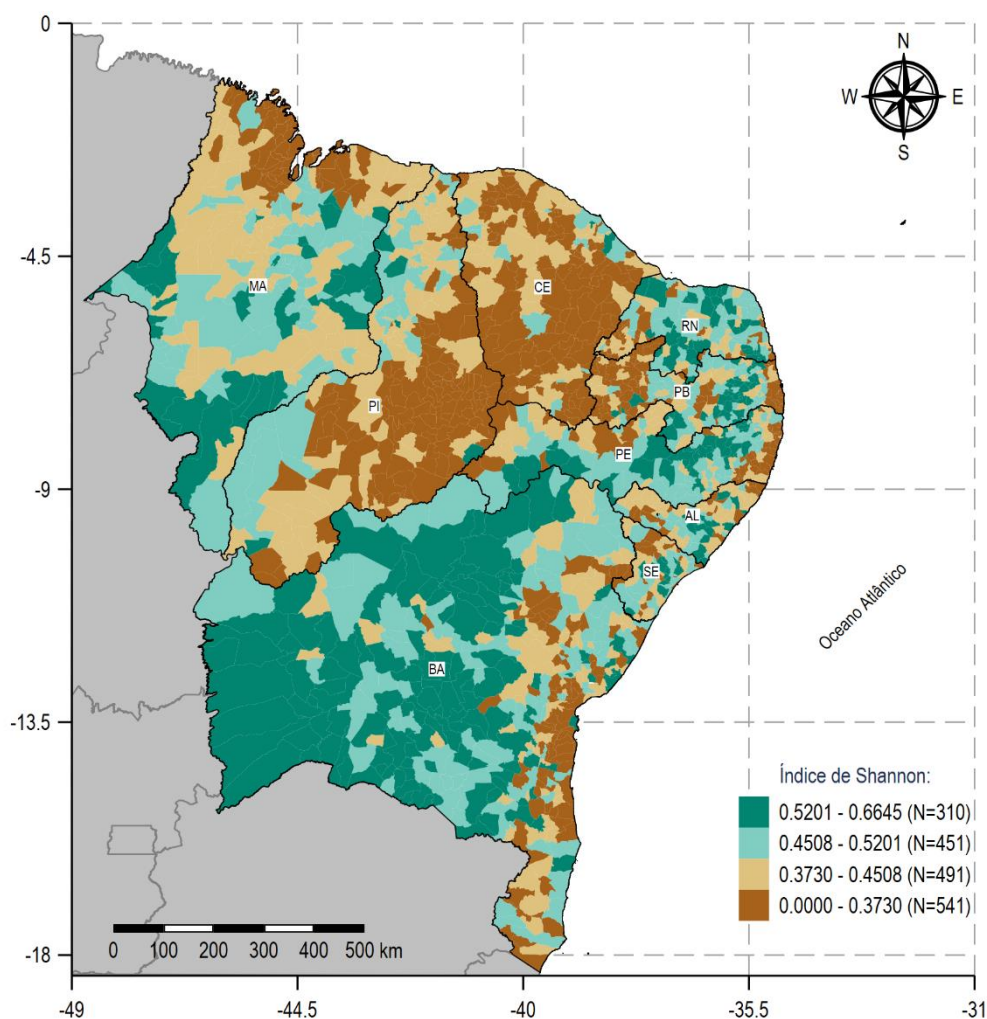 0
N
W
E
S
-4.5
MA
CE
RN
PI
PB
PE
-9
AL
SE
Oceano Atlântico
BA
-13.5
Índice de Shannon:
0.5201 - 0.6645 (N=310)
0.4508 - 0.5201 (N=451)
0.3730 - 0.4508 (N=491)
0.0000 - 0.3730 (N=541)
0 100 200 300 400 500 km
-18
-49 -44.5 -40 -35.5 -31